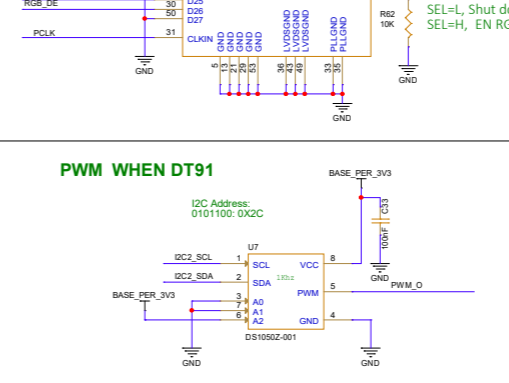 RGB_DE
D25
30 D26
50 D27
PCLK
31 CLKIN
GND
5 GND
13 GND
21 GND
29 GND
53 GND
36 LVDSGND
43 LVDSGND
49 LVDSGND
33 PLLGND
35 PLLGND
GND
R62
10K
SEL=L, Shut d
SEL=H, EN RG
GND
PWM WHEN DT91
BASE_PER_3V3
I2C Address:
0101100: 0X2C
C33
100nF
GND
U7
I2C2_SCL 1 SCL
VCC 8
1Khz
I2C2_SDA 2 SDA
PWM 5 PWM_O
BASE_PER_3V3
3 A0
7 A1
6 A2
GND 4
DS1050Z-001
GND
GND